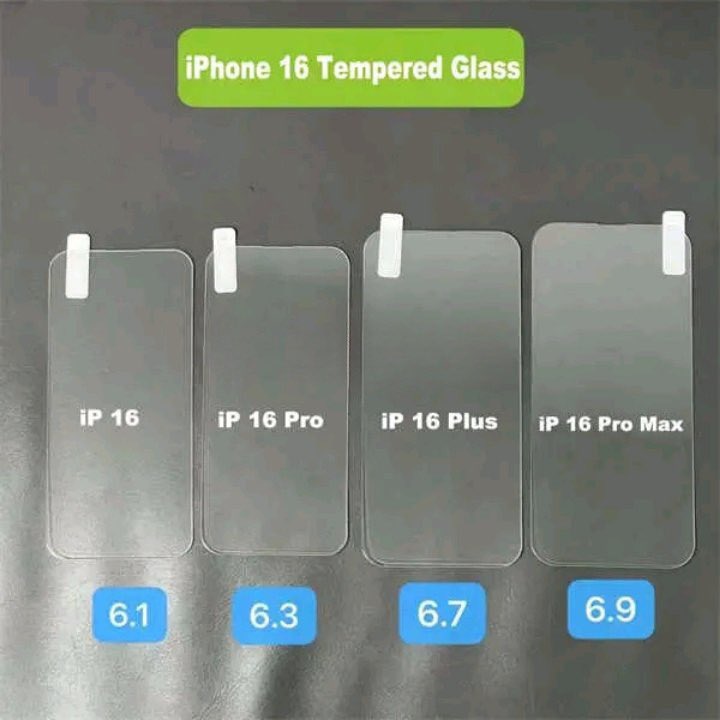 iPhone 16 Tempered Glass
iP 16
iP 16 Pro
iP 16 Plus
iP 16 Pro Max
6.1
6.3
6.7
6.9